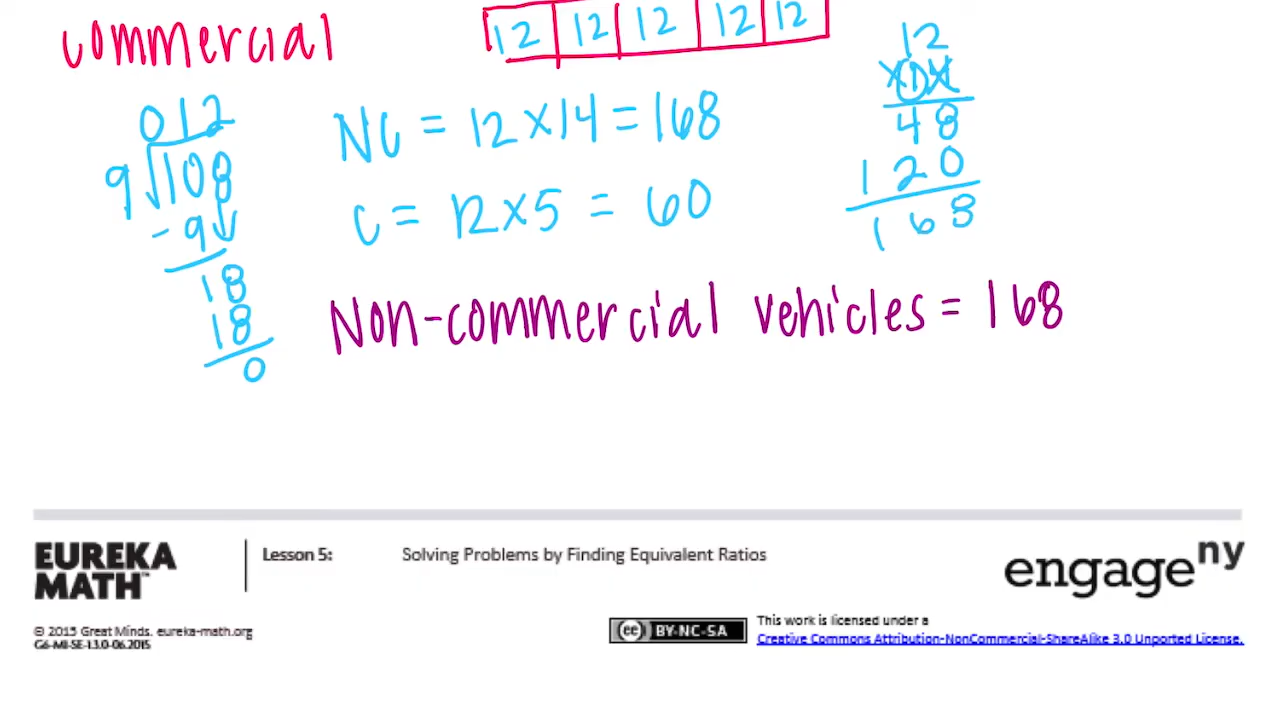 commercial
12 12 12 12 12
012
9 108
- 9
18
18
0
NC = 12 × 14 = 168
C = 12 × 5 = 60
12
48
120
168
Non-commercial vehicles = 168
EUREKA MATH™
Lesson 5: Solving Problems by Finding Equivalent Ratios
engage ny
© 2015 Great Minds. eureka-math.org
G6-M1-SE-1.3.0-06.2015
cc BY-NC-SA
This work is licensed under a
Creative Commons Attribution-NonCommercial-ShareAlike 3.0 Unported License.